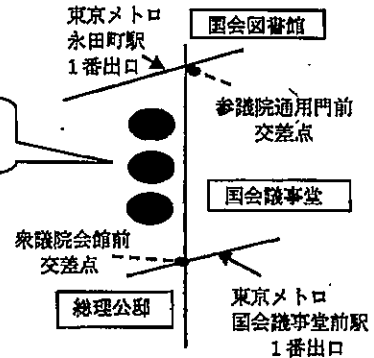 東京メトロ
永田町駅
1番出口
国会図書館
参議院通用門前
交差点
国会議事堂
衆議院会館前
交差点
総理公邸
東京メトロ
国会議事堂前駅
1番出口